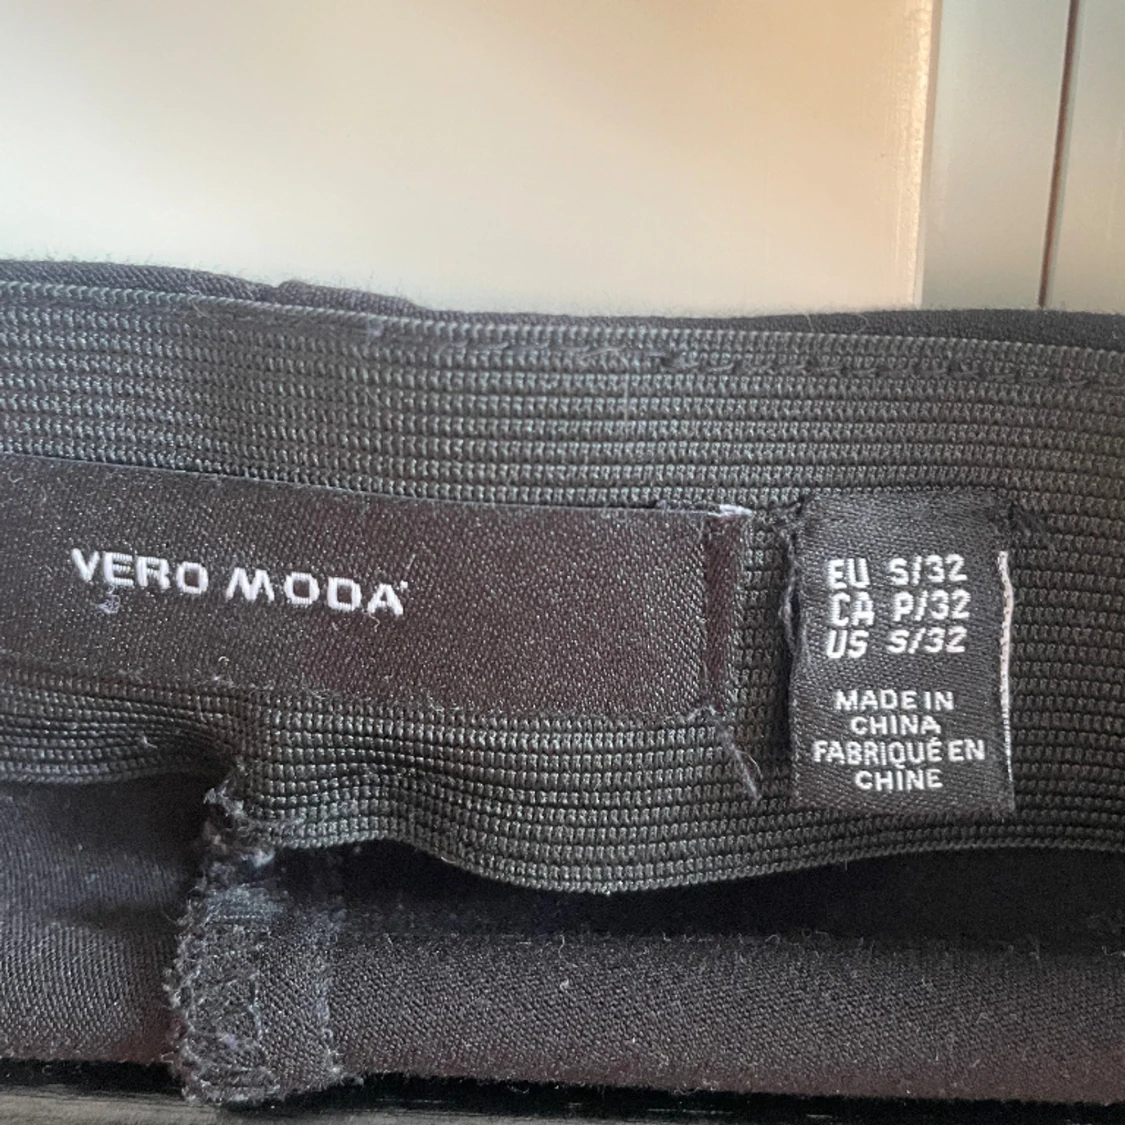 VERO MODA
EU S/32
CA P/32
US S/32
MADE IN
CHINA
FABRIQUÉ EN
CHINE